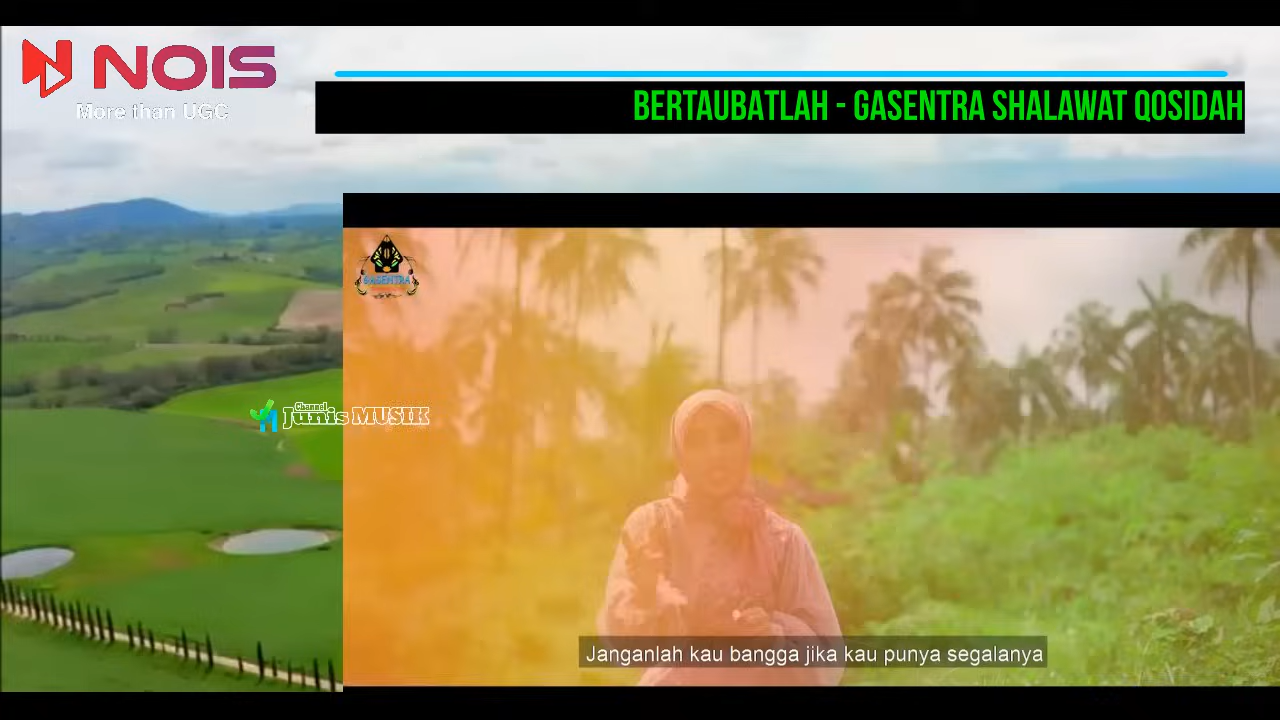 NOIS
More than UGC
BERTAUBATLAH - GASENTRA SHALAWAT QOSIDAH
GASENTRA
Channel
Junis MUSIK
Janganlah kau bangga jika kau punya segalanya